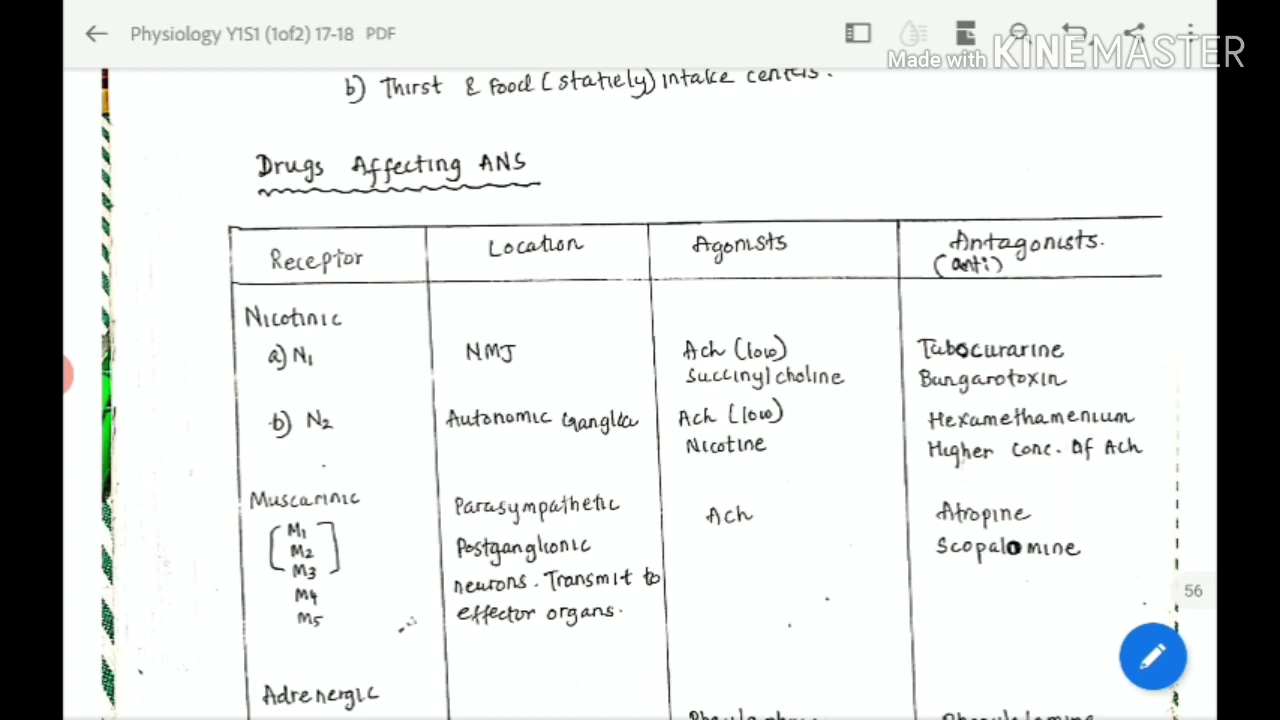 Physiology Y1S1 (1of2) 17-18 PDF
Made with KINEMASTER
b) Thirst & Food (statiely) intake centers.
Drugs Affecting ANS
Receptor Location Agonists Antagonists.
(anti)
Nicotinic
a) N1 NMJ Ach (low) Tubocurarine
Succinylcholine Bungarotoxin
b) N2 Autonomic Ganglia Ach (low) Hexamethamenium
Nicotine Higher conc. of Ach
Muscarinic Parasympathetic Ach Atropine
M1 Postganglionic Scopalomine
M2
M3 neurons. Transmit to
M4 effector organs.
M5
56
Adrenergic